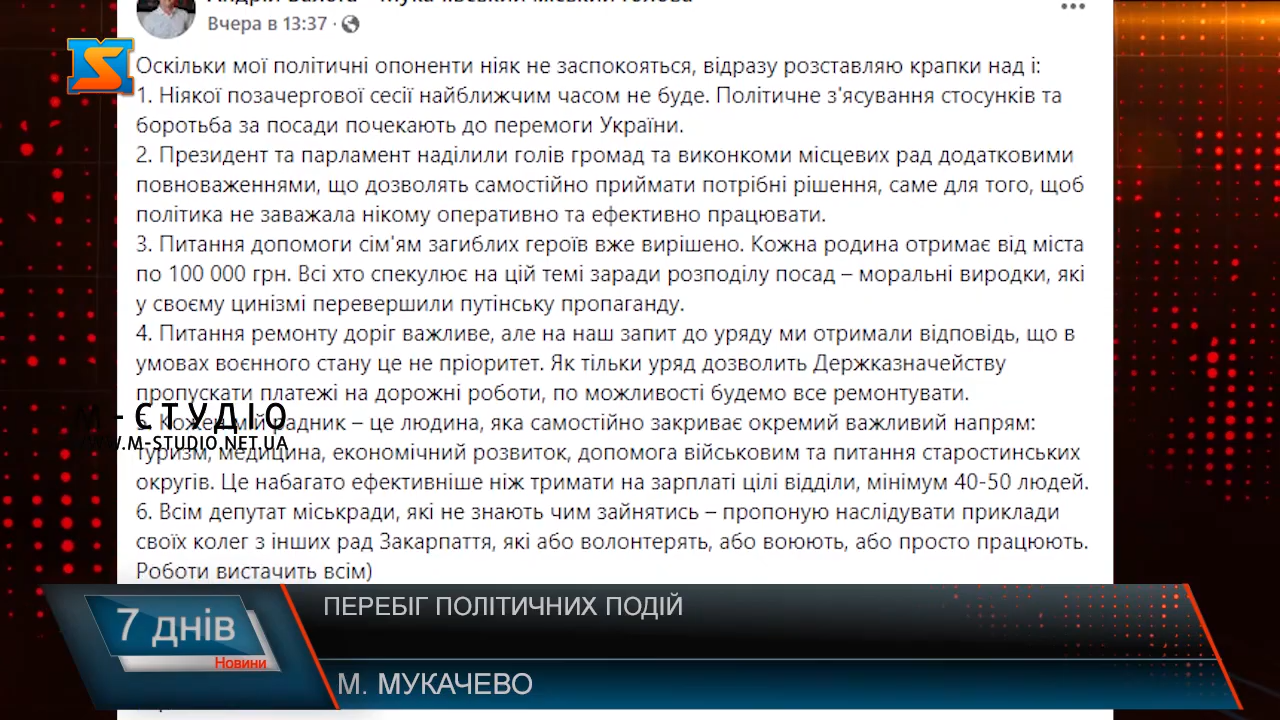 Вчера в 13:37 ·
Оскільки мої політичні опоненти ніяк не заспокояться, відразу розставляю крапки над і:
1. Ніякої позачергової сесії найближчим часом не буде. Політичне з'ясування стосунків та
боротьба за посади почекають до перемоги України.
2. Президент та парламент наділили голів громад та виконкоми місцевих рад додатковими
повноваженнями, що дозволять самостійно приймати потрібні рішення, саме для того, щоб
політика не заважала нікому оперативно та ефективно працювати.
3. Питання допомоги сім'ям загиблих героїв вже вирішено. Кожна родина отримає від міста
по 100 000 грн. Всі хто спекулює на цій темі заради розподілу посад – моральні виродки, які
у своєму цинізмі перевершили путінську пропаганду.
4. Питання ремонту доріг важливе, але на наш запит до уряду ми отримали відповідь, що в
умовах воєнного стану це не пріоритет. Як тільки уряд дозволить Держказначейству
пропускати платежі на дорожні роботи, по можливості будемо все ремонтувати.
М-СТУДІО
5. Кожен мій радник – це людина, яка самостійно закриває окремий важливий напрям:
WWW.M-STUDIO.NET.UA
туризм, медицина, економічний розвиток, допомога військовим та питання старостинських
округів. Це набагато ефективніше ніж тримати на зарплаті цілі відділи, мінімум 40-50 людей.
6. Всім депутат міськради, які не знають чим зайнятись – пропоную наслідувати приклади
своїх колег з інших рад Закарпаття, які або волонтерять, або воюють, або просто працюють.
Роботи вистачить всім)
ПЕРЕБІГ ПОЛІТИЧНИХ ПОДІЙ
7 днів
Новини
М. МУКАЧЕВО